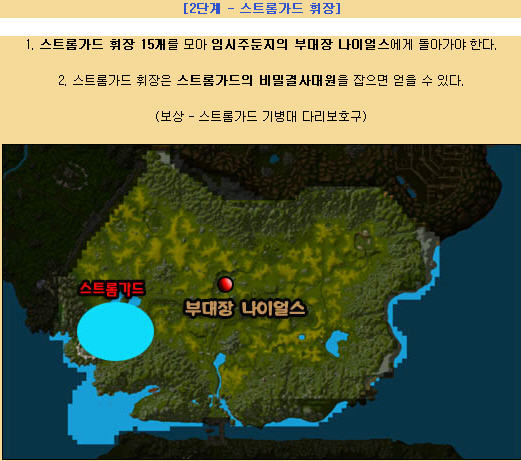 [2단계 - 스트롬가드 휘장]
1. 스트롬가드 휘장 15개를 모아 임시주둔지의 부대장 나이얼스에게 돌아가야 한다.
2. 스트롬가드 휘장은 스트롬가드의 비밀결사대원을 잡으면 얻을 수 있다.
(보상 - 스트롬가드 기병대 다리보호구)
스트롬가드
부대장 나이얼스